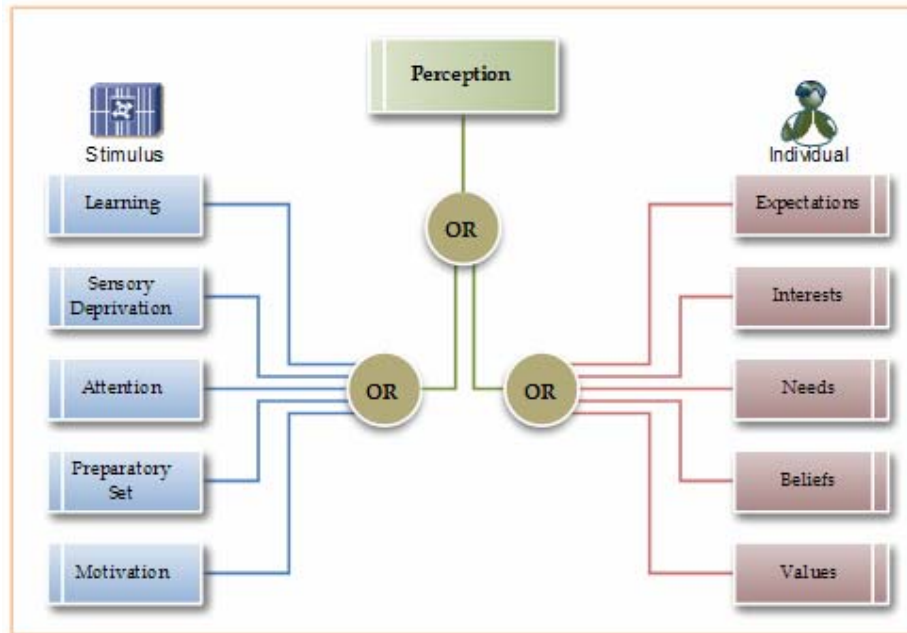 Perception
Stimulus
Individual
Learning
Expectations
OR
Sensory
Deprivation
Interests
Attention
OR
OR
Needs
Preparatory
Set
Beliefs
Motivation
Values